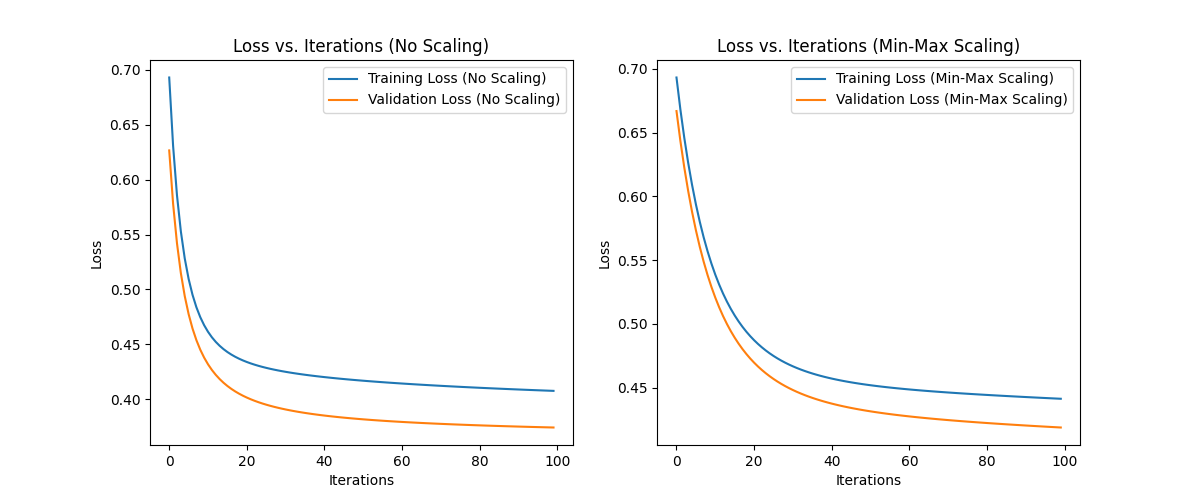 Loss vs. Iterations (No Scaling)
Training Loss (No Scaling)
Validation Loss (No Scaling)
0.70
0.65
0.60
0.55
0.50
0.45
0.40
Loss
0
20
40
60
80
100
Iterations
Loss vs. Iterations (Min-Max Scaling)
Training Loss (Min-Max Scaling)
Validation Loss (Min-Max Scaling)
0.70
0.65
0.60
0.55
0.50
0.45
Loss
0
20
40
60
80
100
Iterations